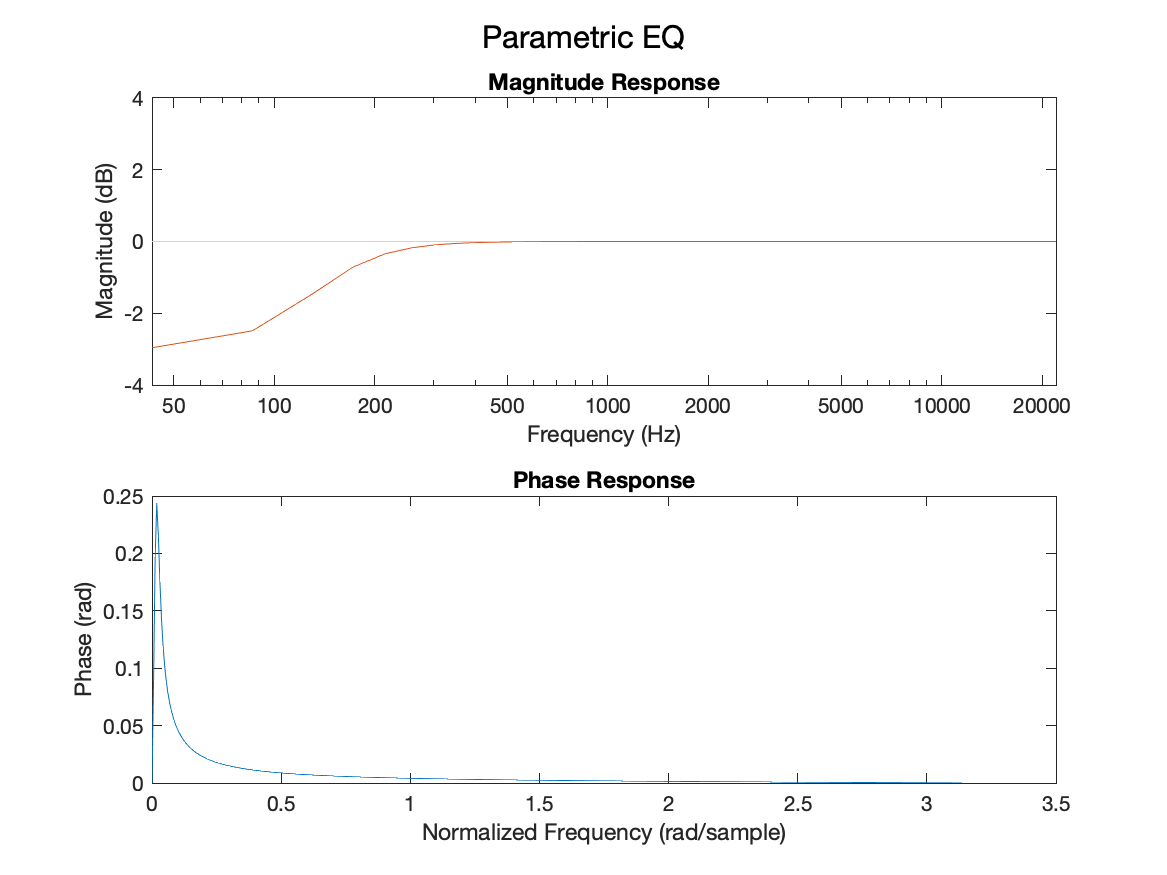 Parametric EQ
Magnitude Response
4
2
0
-2
-4
Magnitude (dB)
50 100 200 500 1000 2000 5000 10000 20000
Frequency (Hz)
Phase Response
0.25
0.2
0.15
0.1
0.05
0
Phase (rad)
0 0.5 1 1.5 2 2.5 3 3.5
Normalized Frequency (rad/sample)